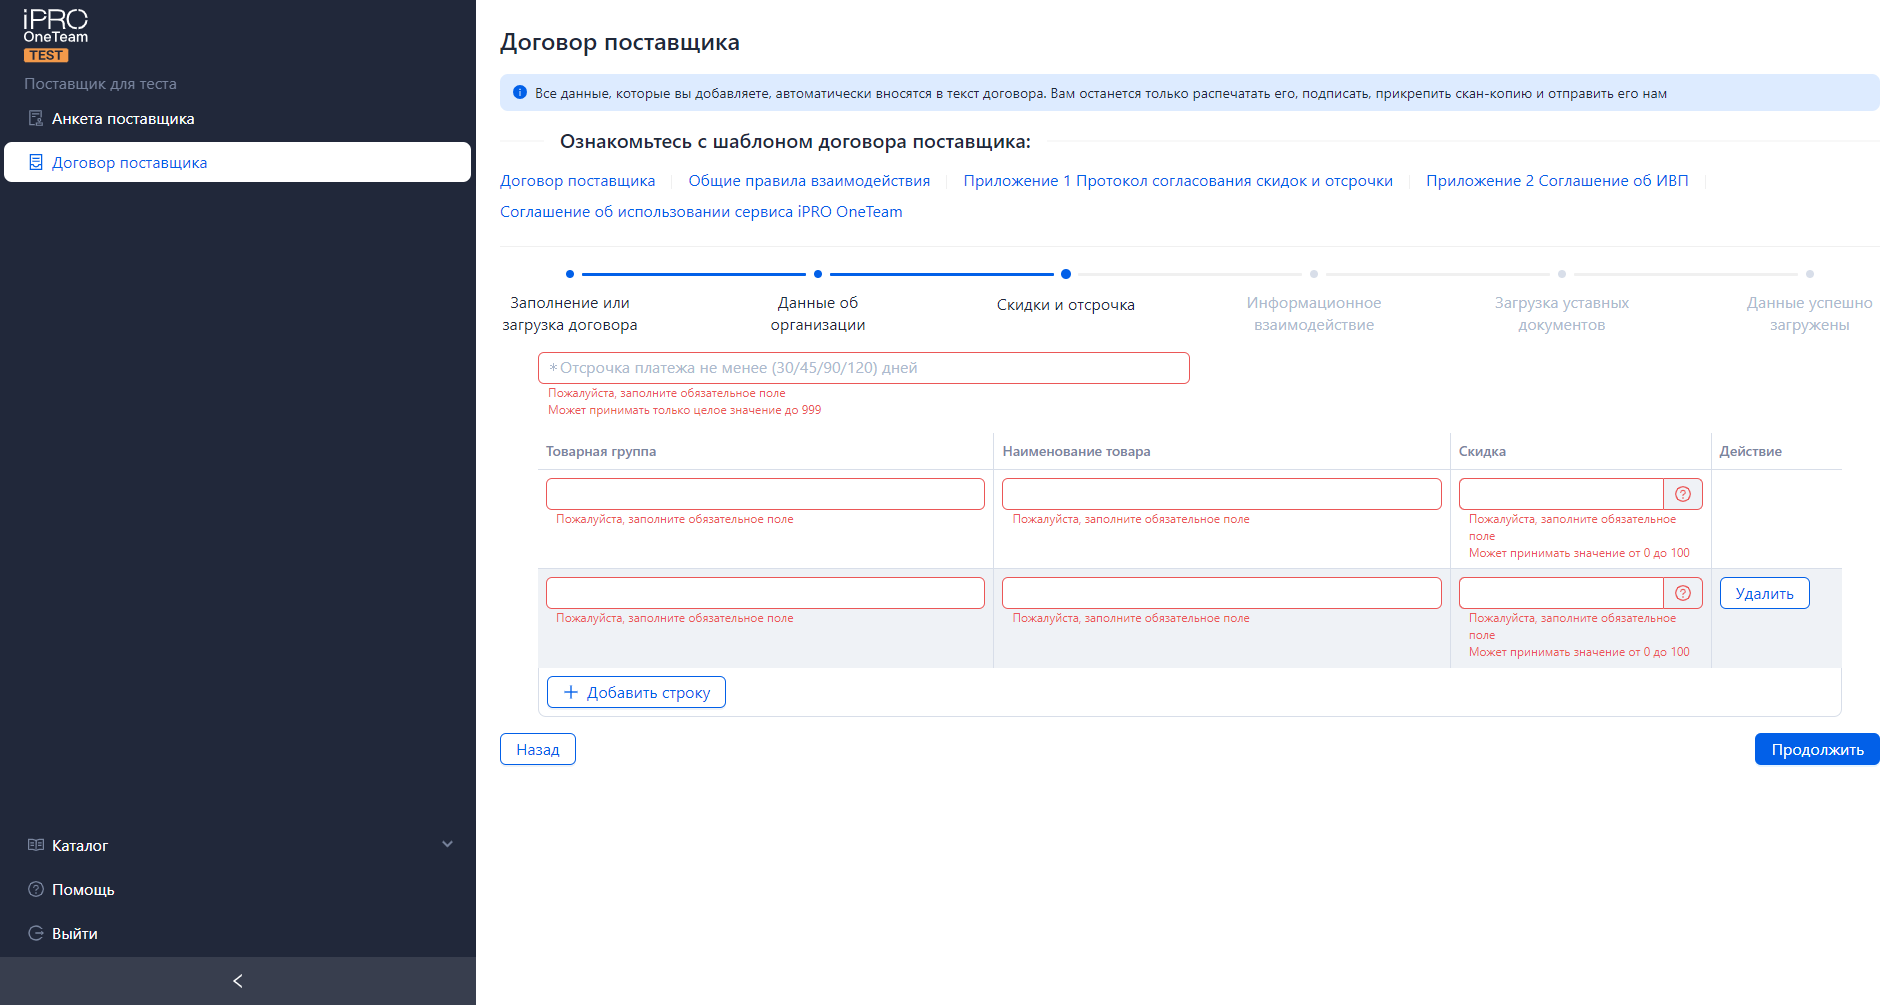 iPRO
OneTeam
TEST
Поставщик для теста
Анкета поставщика
Договор поставщика
Каталог
Помощь
Выйти
Договор поставщика
Все данные, которые вы добавляете, автоматически вносятся в текст договора. Вам останется только распечатать его, подписать, прикрепить скан-копию и отправить его нам
Ознакомьтесь с шаблоном договора поставщика:
Договор поставщика Общие правила взаимодействия Приложение 1 Протокол согласования скидок и отсрочки Приложение 2 Соглашение об ИВП
Соглашение об использовании сервиса iPRO OneTeam
Заполнение или
загрузка договора
Данные об
организации
Скидки и отсрочка
Информационное
взаимодействие
Загрузка уставных
документов
Данные успешно
загружены
* Отсрочка платежа не менее (30/45/90/120) дней
Пожалуйста, заполните обязательное поле
Может принимать только целое значение до 999
Товарная группа Наименование товара Скидка Действие
Пожалуйста, заполните обязательное поле
Пожалуйста, заполните обязательное поле
Пожалуйста, заполните обязательное
поле
Может принимать значение от 0 до 100
Удалить
Пожалуйста, заполните обязательное поле
Пожалуйста, заполните обязательное поле
Пожалуйста, заполните обязательное
поле
Может принимать значение от 0 до 100
+ Добавить строку
Назад
Продолжить